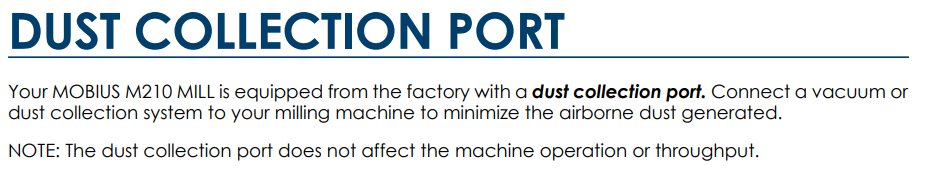 DUST COLLECTION PORT
Your MOBIUS M210 MILL is equipped from the factory with a dust collection port. Connect a vacuum or
dust collection system to your milling machine to minimize the airborne dust generated.
NOTE: The dust collection port does not affect the machine operation or throughput.